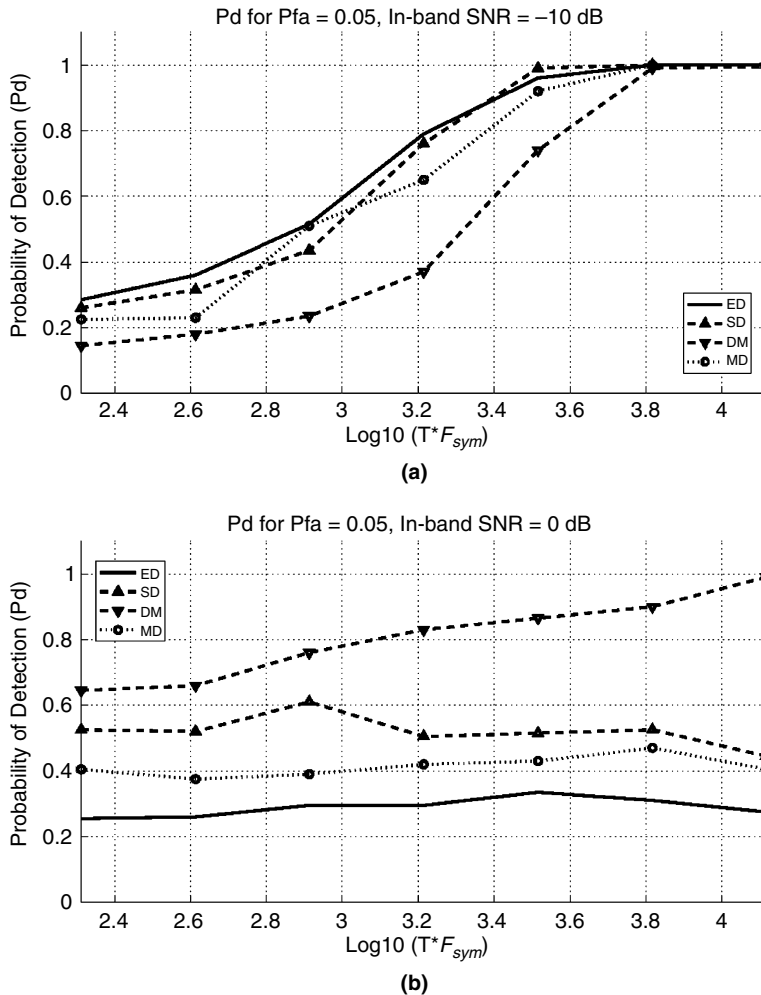 Pd for Pfa = 0.05, In-band SNR = –10 dB
Probability of Detection (Pd)
1
0.8
0.6
0.4
0.2
0
ED
SD
DM
MD
2.4 2.6 2.8 3 3.2 3.4 3.6 3.8 4
Log10 (T*Fsym)
(a)
Pd for Pfa = 0.05, In-band SNR = 0 dB
Probability of Detection (Pd)
1
0.8
0.6
0.4
0.2
0
ED
SD
DM
MD
2.4 2.6 2.8 3 3.2 3.4 3.6 3.8 4
Log10 (T*Fsym)
(b)